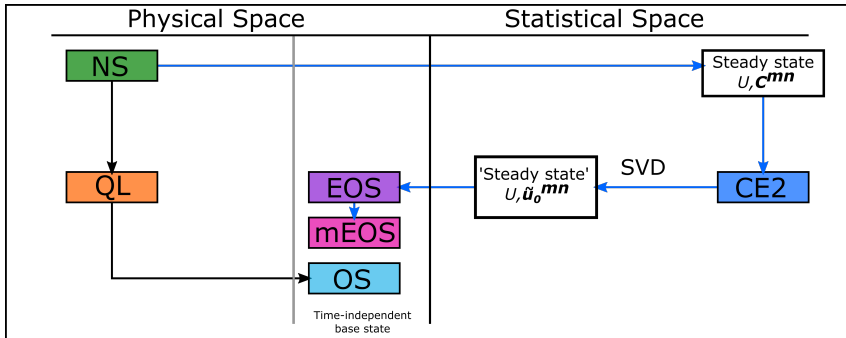 Physical Space
Statistical Space
NS
Steady state
U,C^mn
QL
EOS
'Steady state'
U,ũ₀^mn
SVD
CE2
mEOS
OS
Time-independent
base state